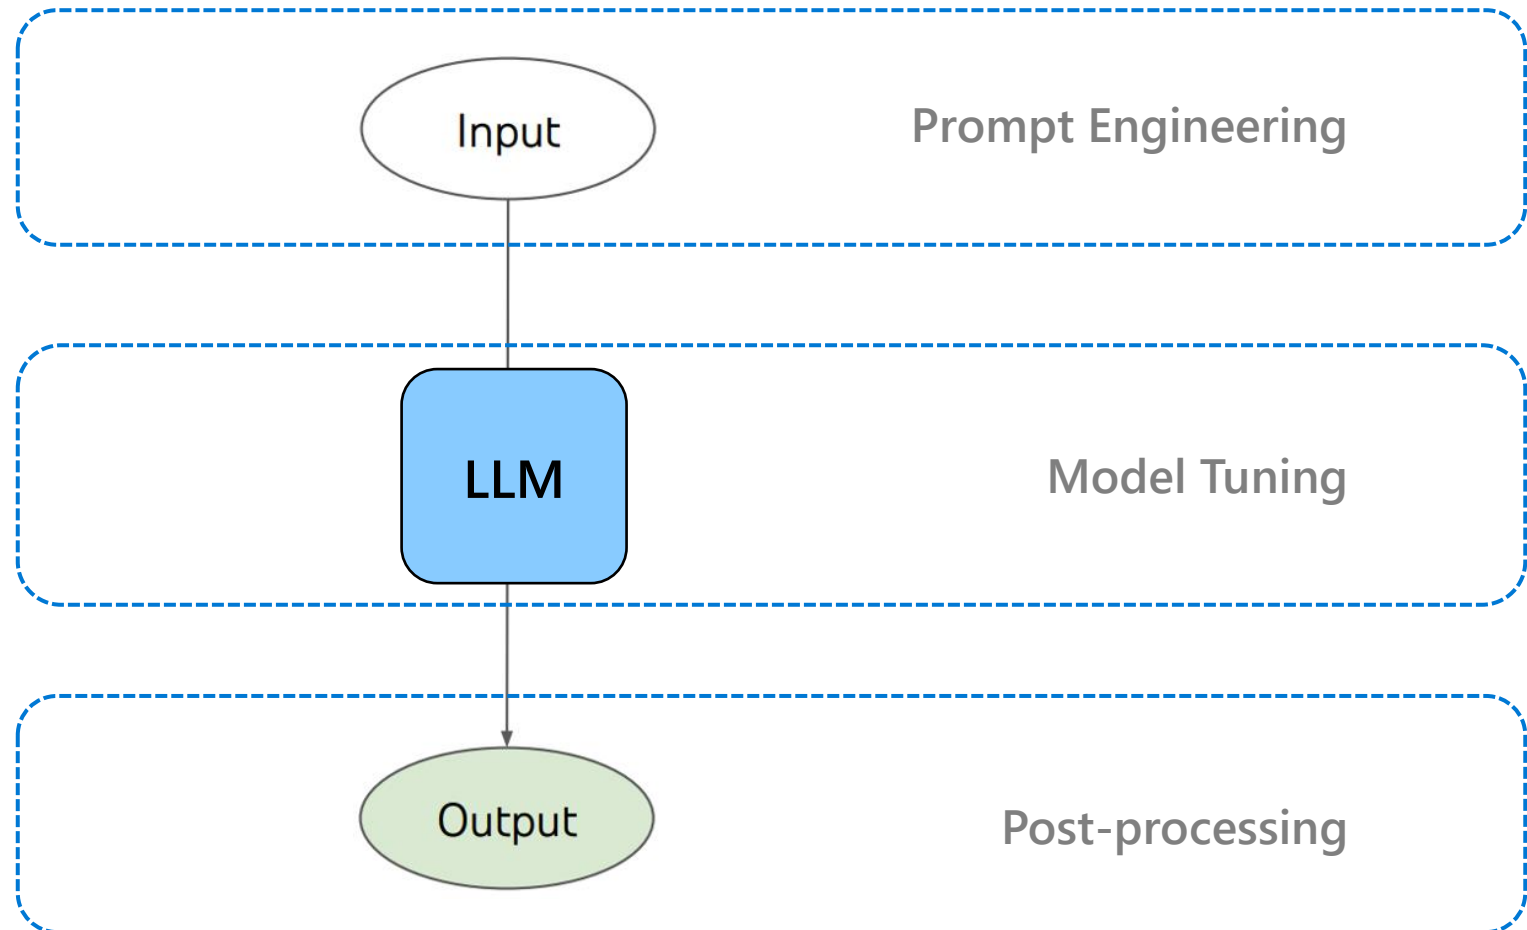 Input
Prompt Engineering
LLM
Model Tuning
Output
Post-processing